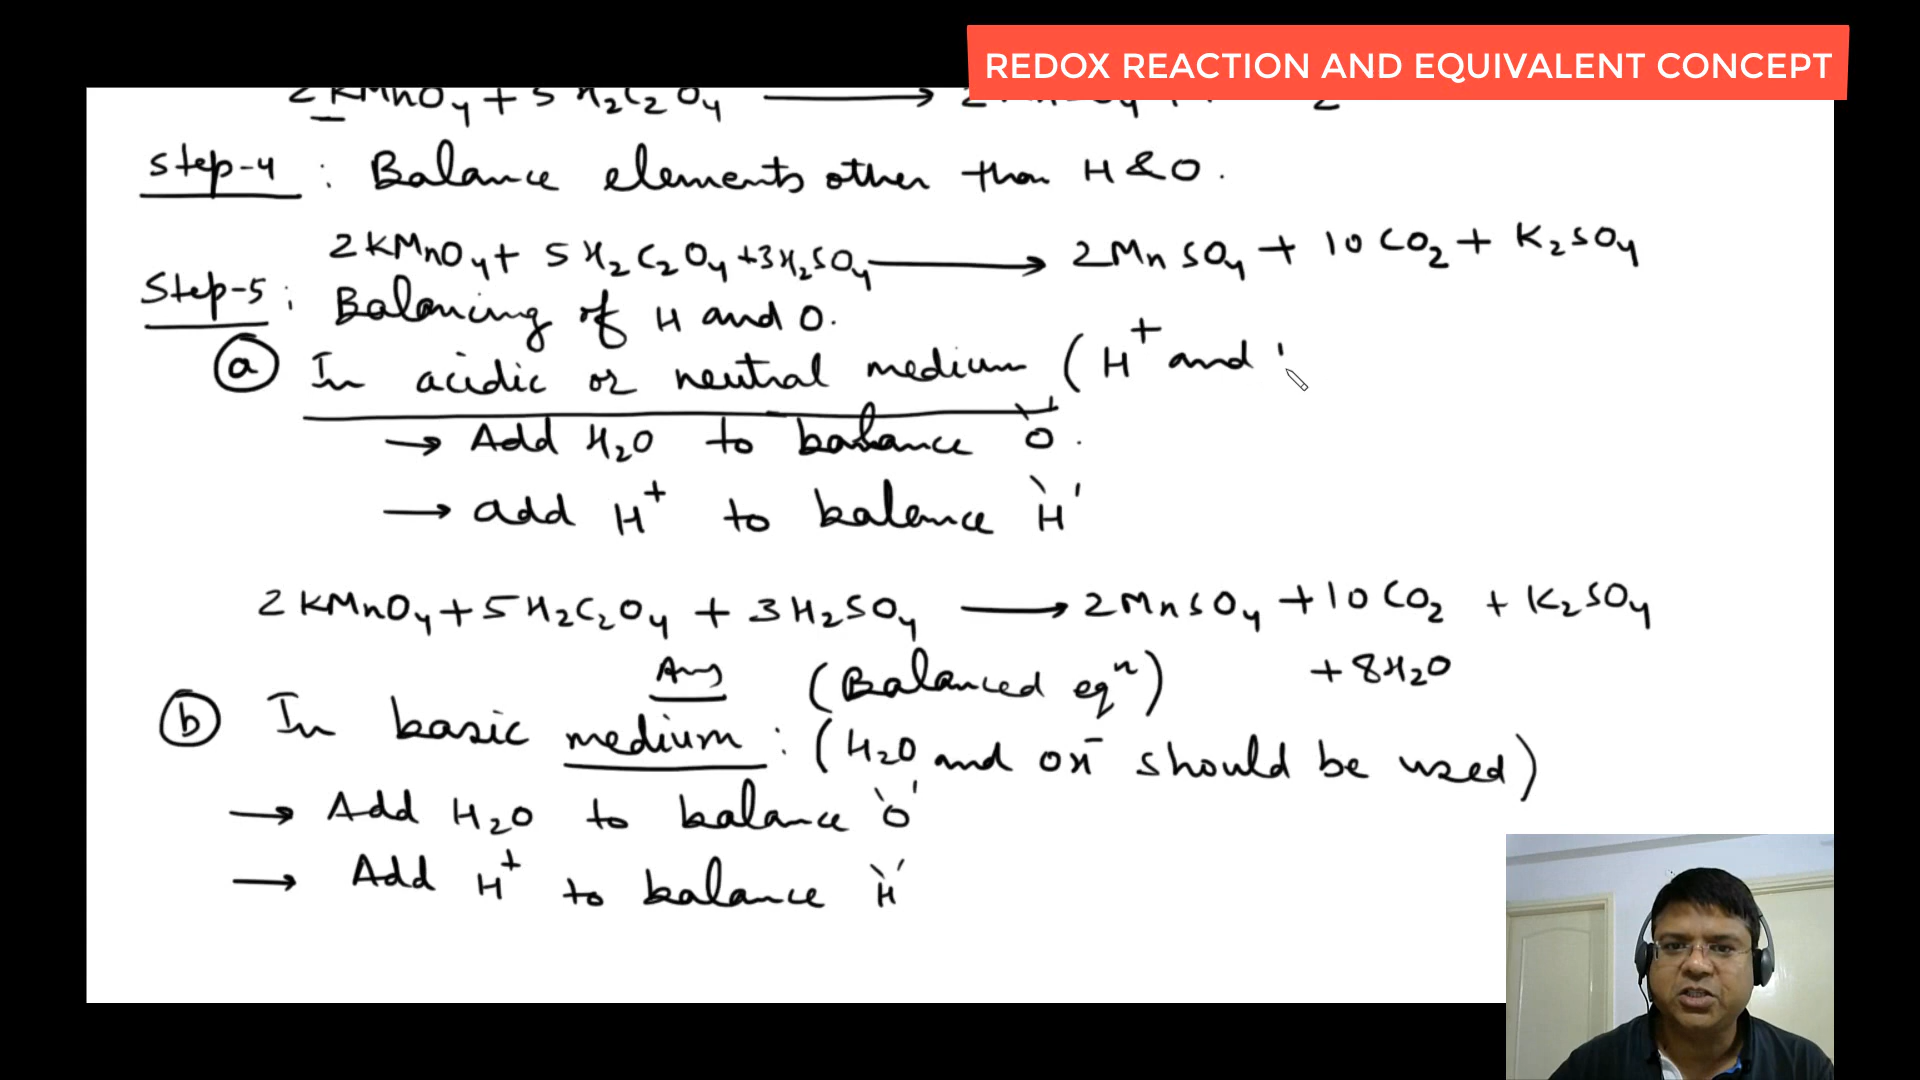 REDOX REACTION AND EQUIVALENT CONCEPT
2KMnO4 + 5H2C2O4 ⟶
Step-4 : Balance elements other than H & O.
2KMnO4 + 5H2C2O4 + 3H2SO4 ⟶ 2MnSO4 + 10CO2 + K2SO4
Step-5 : Balancing of H and O.
(a) In acidic or neutral medium (H+ and '
→ Add H2O to balance 'O'.
→ add H+ to balance 'H'
2KMnO4 + 5H2C2O4 + 3H2SO4 ⟶ 2MnSO4 + 10CO2 + K2SO4
+ 8H2O
Ans (Balanced eqn)
(b) In basic medium : (H2O and OH- should be used)
→ Add H2O to balance 'O'
→ Add H+ to balance 'H'